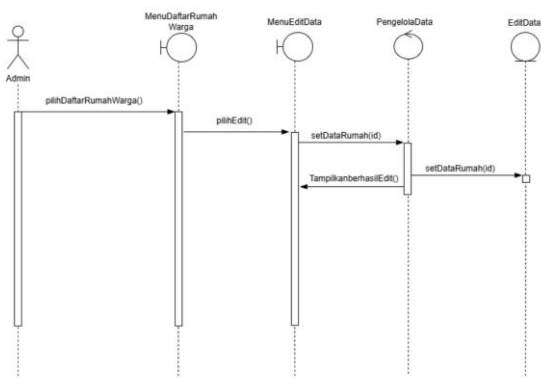 MenuDaftarRumah
Warga
MenuEditData
PengelolaData
EditData
Admin
pilihDaftarRumahWarga()
pilihEdit()
setDataRumah(id)
setDataRumah(id)
TampilkanberhasilEdit()